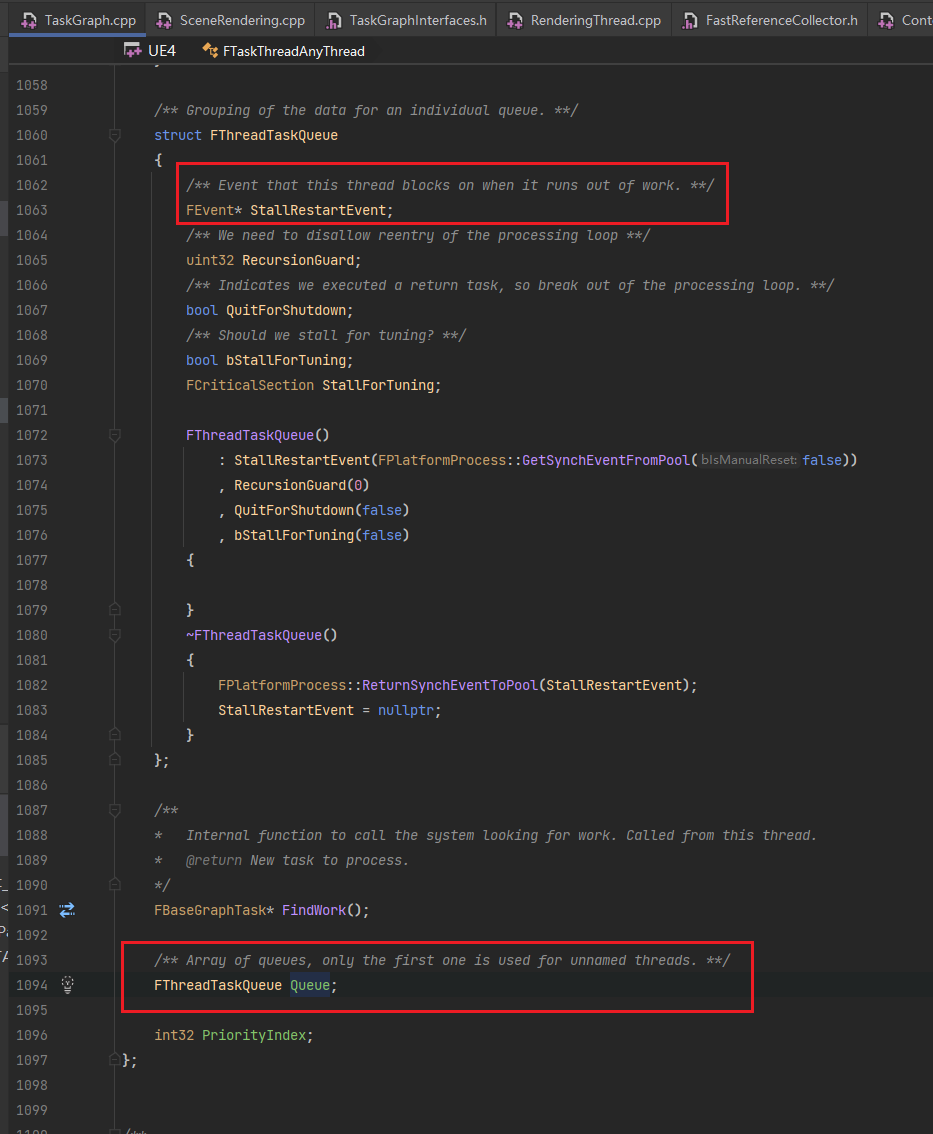 TaskGraph.cpp SceneRendering.cpp TaskGraphInterfaces.h RenderingThread.cpp FastReferenceCollector.h Cont
UE4 FTaskThreadAnyThread
1058
1059 /** Grouping of the data for an individual queue. **/
1060 struct FThreadTaskQueue
1061 {
1062 /** Event that this thread blocks on when it runs out of work. **/
1063 FEvent* StallRestartEvent;
1064 /** We need to disallow reentry of the processing loop **/
1065 uint32 RecursionGuard;
1066 /** Indicates we executed a return task, so break out of the processing loop. **/
1067 bool QuitForShutdown;
1068 /** Should we stall for tuning? **/
1069 bool bStallForTuning;
1070 FCriticalSection StallForTuning;
1071
1072 FThreadTaskQueue()
1073 : StallRestartEvent(FPlatformProcess::GetSynchEventFromPool( bIsManualReset: false))
1074 , RecursionGuard(0)
1075 , QuitForShutdown(false)
1076 , bStallForTuning(false)
1077 {
1078
1079 }
1080 ~FThreadTaskQueue()
1081 {
1082 FPlatformProcess::ReturnSynchEventToPool(StallRestartEvent);
1083 StallRestartEvent = nullptr;
1084 }
1085 };
1086
1087 /**
1088 * Internal function to call the system looking for work. Called from this thread.
1089 * @return New task to process.
1090 */
1091 FBaseGraphTask* FindWork();
1092
1093 /** Array of queues, only the first one is used for unnamed threads. **/
1094 FThreadTaskQueue Queue;
1095
1096 int32 PriorityIndex;
1097 };
1098
1099